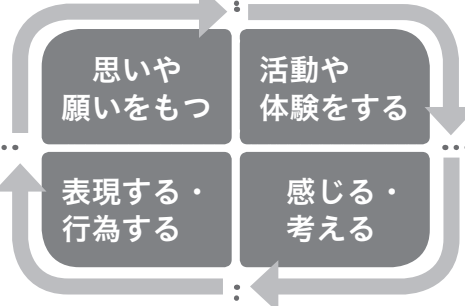 思いや
願いをもつ
活動や
体験をする
表現する・
行為する
感じる・
考える